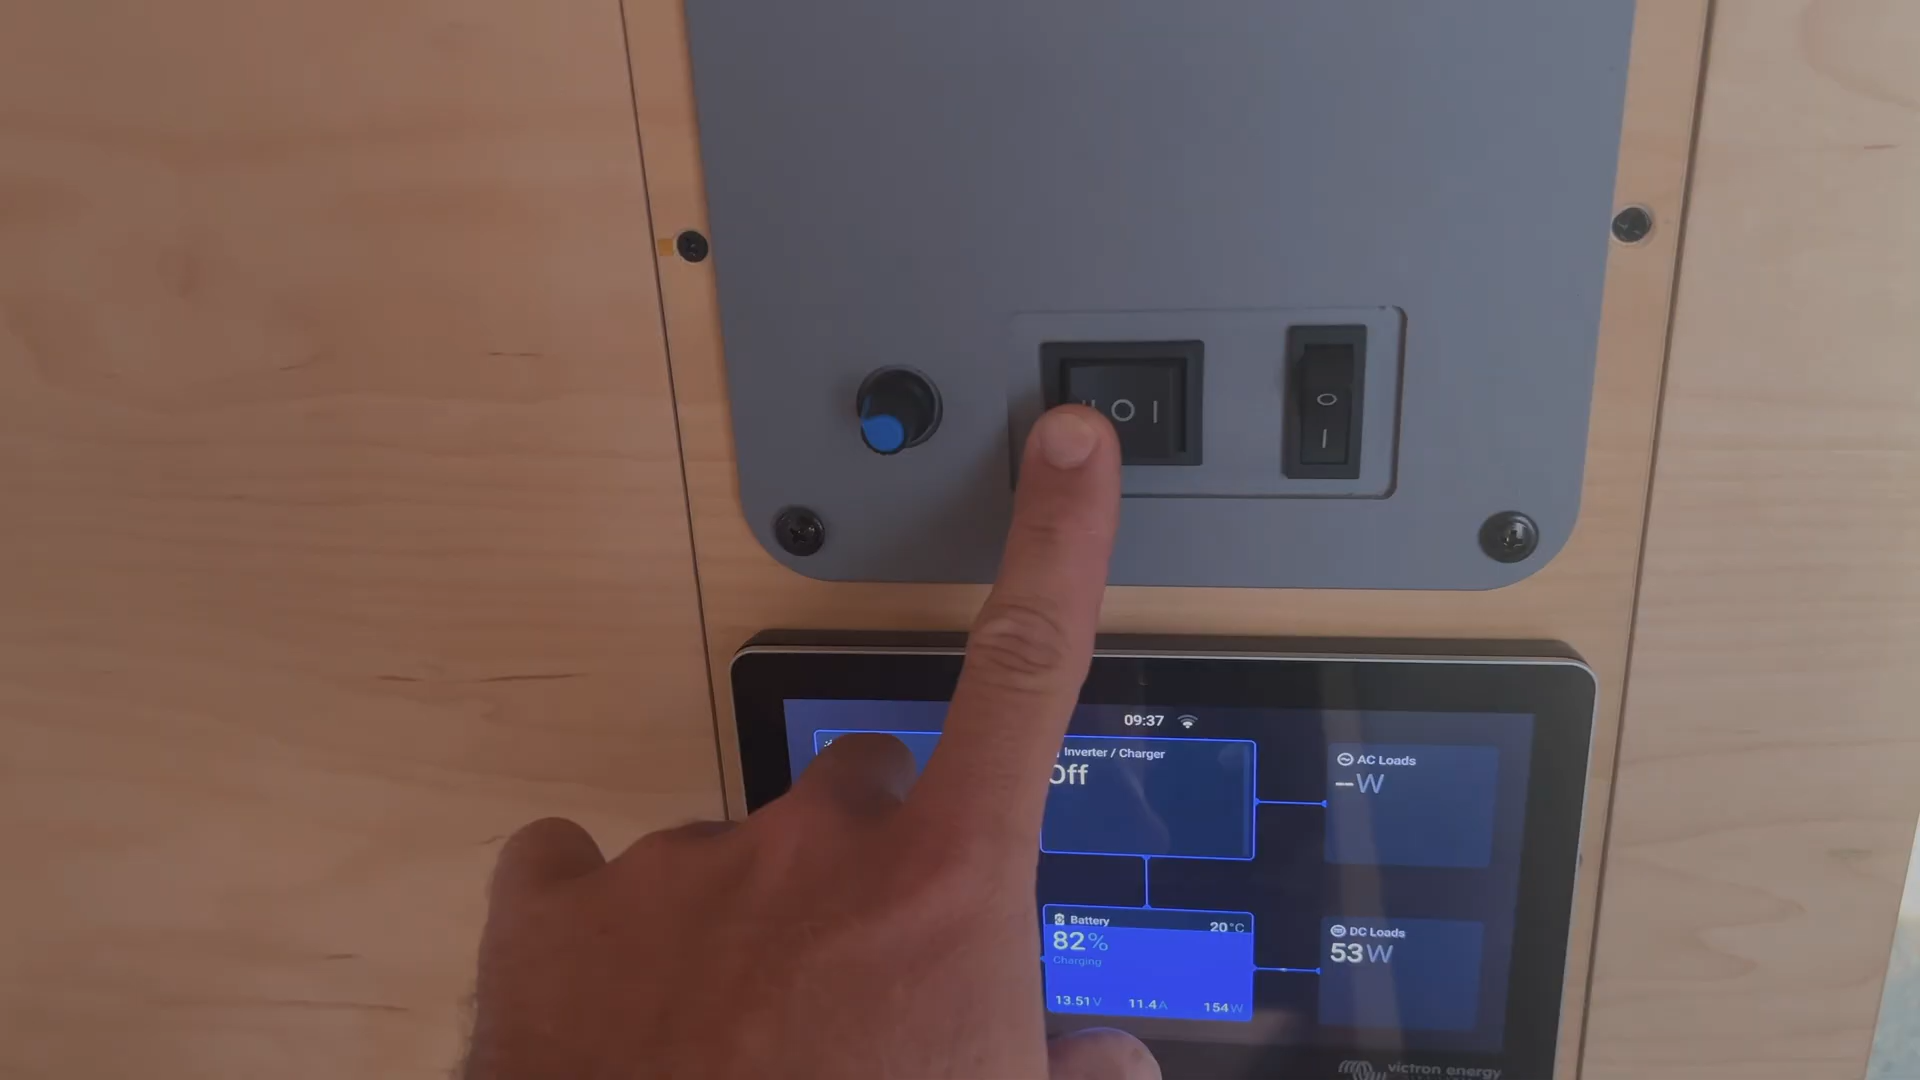 O I
O
I
09:37
Inverter / Charger
Off
AC Loads
--W
Battery 20°C
82%
Charging
13.51V 11.4A 154W
DC Loads
53W
victron energy